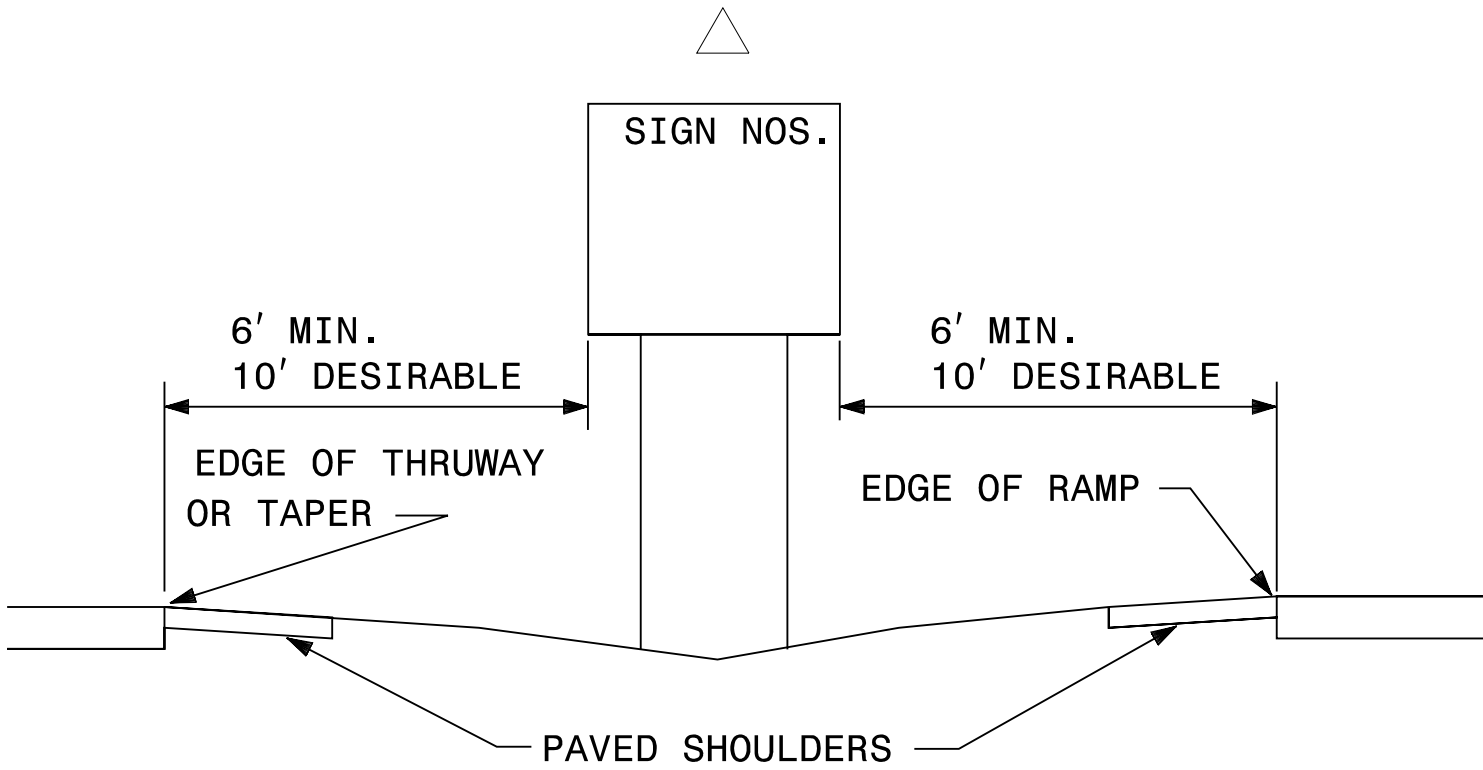 SIGN NOS.
6' MIN.
10' DESIRABLE
6' MIN.
10' DESIRABLE
EDGE OF THRUWAY
OR TAPER
EDGE OF RAMP
PAVED SHOULDERS